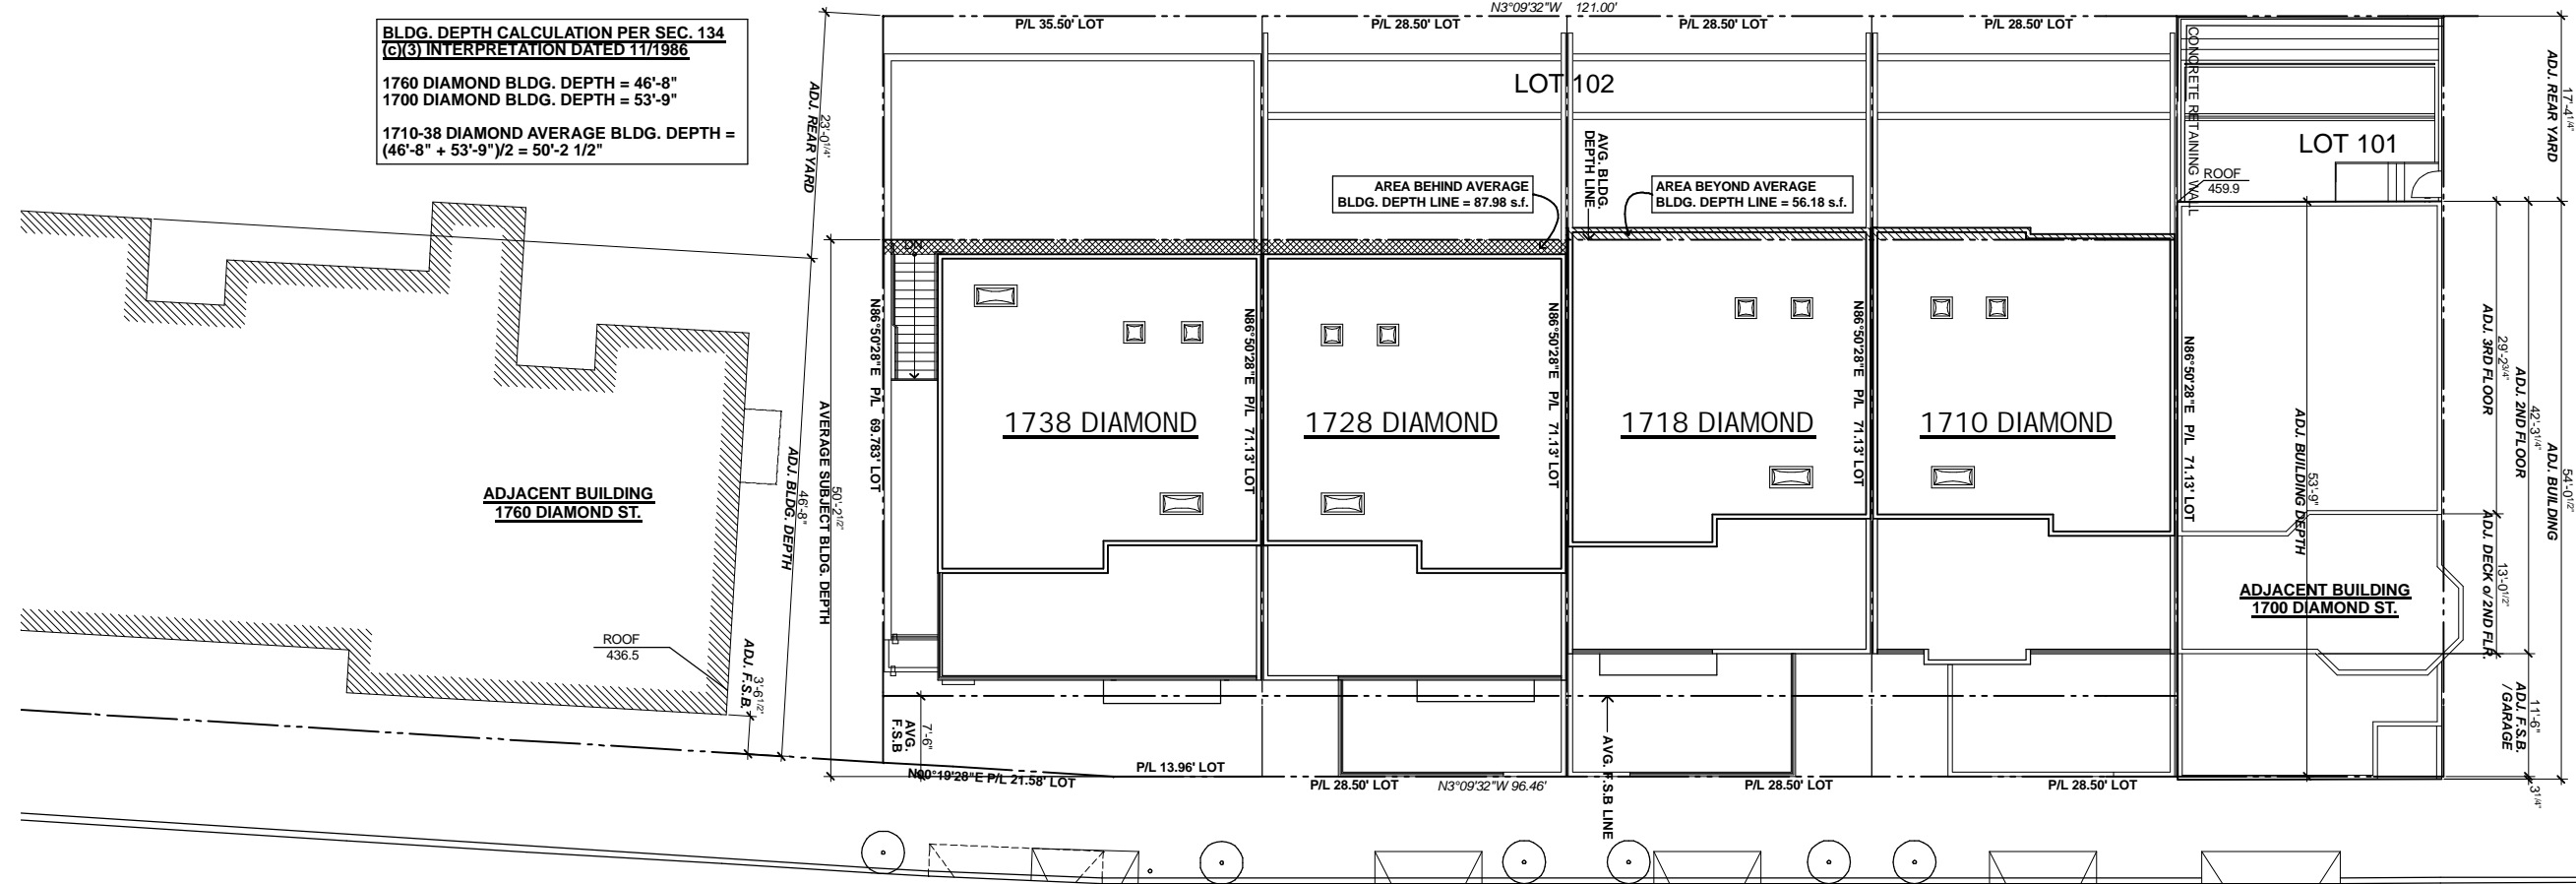 BLDG. DEPTH CALCULATION PER SEC. 134
(c)(3) INTERPRETATION DATED 11/1986
1760 DIAMOND BLDG. DEPTH = 46'-8"
1700 DIAMOND BLDG. DEPTH = 53'-9"
1710-38 DIAMOND AVERAGE BLDG. DEPTH =
(46'-8" + 53'-9")/2 = 50'-2 1/2"
N3°09'32"W 121.00'
P/L 35.50' LOT
P/L 28.50' LOT
P/L 28.50' LOT
P/L 28.50' LOT
LOT 102
LOT 101
CONCRETE RETAINING WALL
ROOF
459.9
ADJ. REAR YARD
23'-0 1/4"
ADJ. REAR YARD
17'-4 1/4"
AVG. BLDG.
DEPTH LINE
AREA BEHIND AVERAGE
BLDG. DEPTH LINE = 87.98 s.f.
AREA BEYOND AVERAGE
BLDG. DEPTH LINE = 56.18 s.f.
DN
N86°50'28"E P/L 69.783' LOT
N86°50'28"E P/L 71.13' LOT
N86°50'28"E P/L 71.13' LOT
N86°50'28"E P/L 71.13' LOT
N86°50'28"E P/L 71.13' LOT
1738 DIAMOND
1728 DIAMOND
1718 DIAMOND
1710 DIAMOND
ADJACENT BUILDING
1760 DIAMOND ST.
ADJ. BLDG. DEPTH
46'-8"
AVERAGE SUBJECT BLDG. DEPTH
50'-2 1/2"
ADJ. BUILDING DEPTH
53'-9"
ADJ. 3RD FLOOR
29'-2 3/4"
ADJ. 2ND FLOOR
42'-3 1/4"
ADJ. BUILDING
54'-0 1/2"
ADJ. DECK o/ 2ND FLR.
13'-0 1/2"
ADJACENT BUILDING
1700 DIAMOND ST.
ROOF
436.5
ADJ. F.S.B.
3'-6 1/2"
AVG.
F.S.B
7'-6"
AVG. F.S.B LINE
ADJ. F.S.B.
/ GARAGE
11'-6"
3 1/4"
N00°19'28"E P/L 21.58' LOT
P/L 13.96' LOT
P/L 28.50' LOT
N3°09'32"W 96.46'
P/L 28.50' LOT
P/L 28.50' LOT